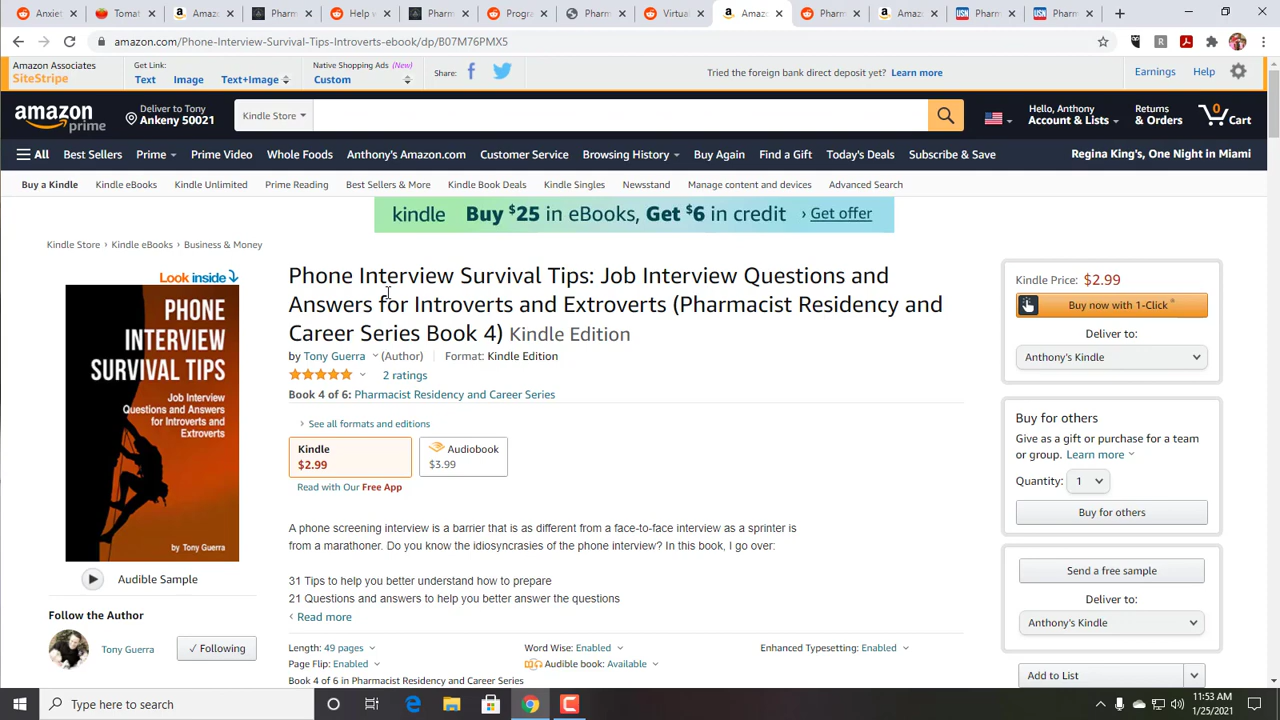 Anxiet
Tomat
Amaz
Pharm
Help w
Pharm
Progra
Pharm
Virtua
Amaz
Pharm
Amaz
Pharm
Pharm
amazon.com/Phone-Interview-Survival-Tips-Introverts-ebook/dp/B07M76PMX5
Amazon Associates
SiteStripe
Get Link:
Text Image Text+Image
Native Shopping Ads (New)
Custom
Share:
Tried the foreign bank direct deposit yet? Learn more
Earnings Help
amazon prime
Deliver to Tony
Ankeny 50021
Kindle Store
Hello, Anthony
Account & Lists
Returns
& Orders
0
Cart
All Best Sellers Prime Prime Video Whole Foods Anthony's Amazon.com Customer Service Browsing History Buy Again Find a Gift Today's Deals Subscribe & Save
Regina King's, One Night in Miami
Buy a Kindle Kindle eBooks Kindle Unlimited Prime Reading Best Sellers & More Kindle Book Deals Kindle Singles Newsstand Manage content and devices Advanced Search
kindle Buy $25 in eBooks, Get $6 in credit › Get offer
Kindle Store › Kindle eBooks › Business & Money
Look inside
PHONE
INTERVIEW
SURVIVAL TIPS
Job Interview
Questions and Answers
for Introverts and
Extroverts
by Tony Guerra
Audible Sample
Follow the Author
Tony Guerra
✓ Following
Phone Interview Survival Tips: Job Interview Questions and
Answers for Introverts and Extroverts (Pharmacist Residency and
Career Series Book 4) Kindle Edition
by Tony Guerra (Author) Format: Kindle Edition
2 ratings
Book 4 of 6: Pharmacist Residency and Career Series
› See all formats and editions
Kindle
$2.99
Audiobook
$3.99
Read with Our Free App
A phone screening interview is a barrier that is as different from a face-to-face interview as a sprinter is
from a marathoner. Do you know the idiosyncrasies of the phone interview? In this book, I go over:
31 Tips to help you better understand how to prepare
21 Questions and answers to help you better answer the questions
‹ Read more
Length: 49 pages Word Wise: Enabled Enhanced Typesetting: Enabled
Page Flip: Enabled Audible book: Available
Book 4 of 6 in Pharmacist Residency and Career Series
Kindle Price: $2.99
Buy now with 1-Click ®
Deliver to:
Anthony's Kindle
Buy for others
Give as a gift or purchase for a team
or group. Learn more
Quantity: 1
Buy for others
Send a free sample
Deliver to:
Anthony's Kindle
Add to List
Type here to search
11:53 AM
1/25/2021